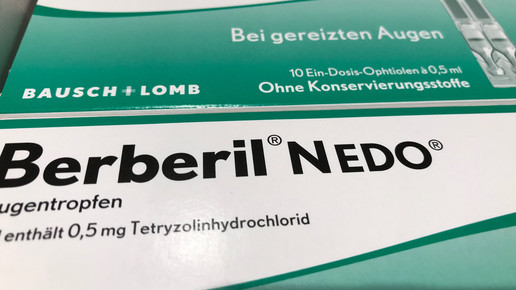 Bei gereizten Augen
10 Ein-Dosis-Ophtiolen à 0,5 ml
Ohne Konservierungsstoffe
BAUSCH + LOMB
Berberil® NEDO®
ugentropfen
enthält 0,5 mg Tetryzolinhydrochlorid